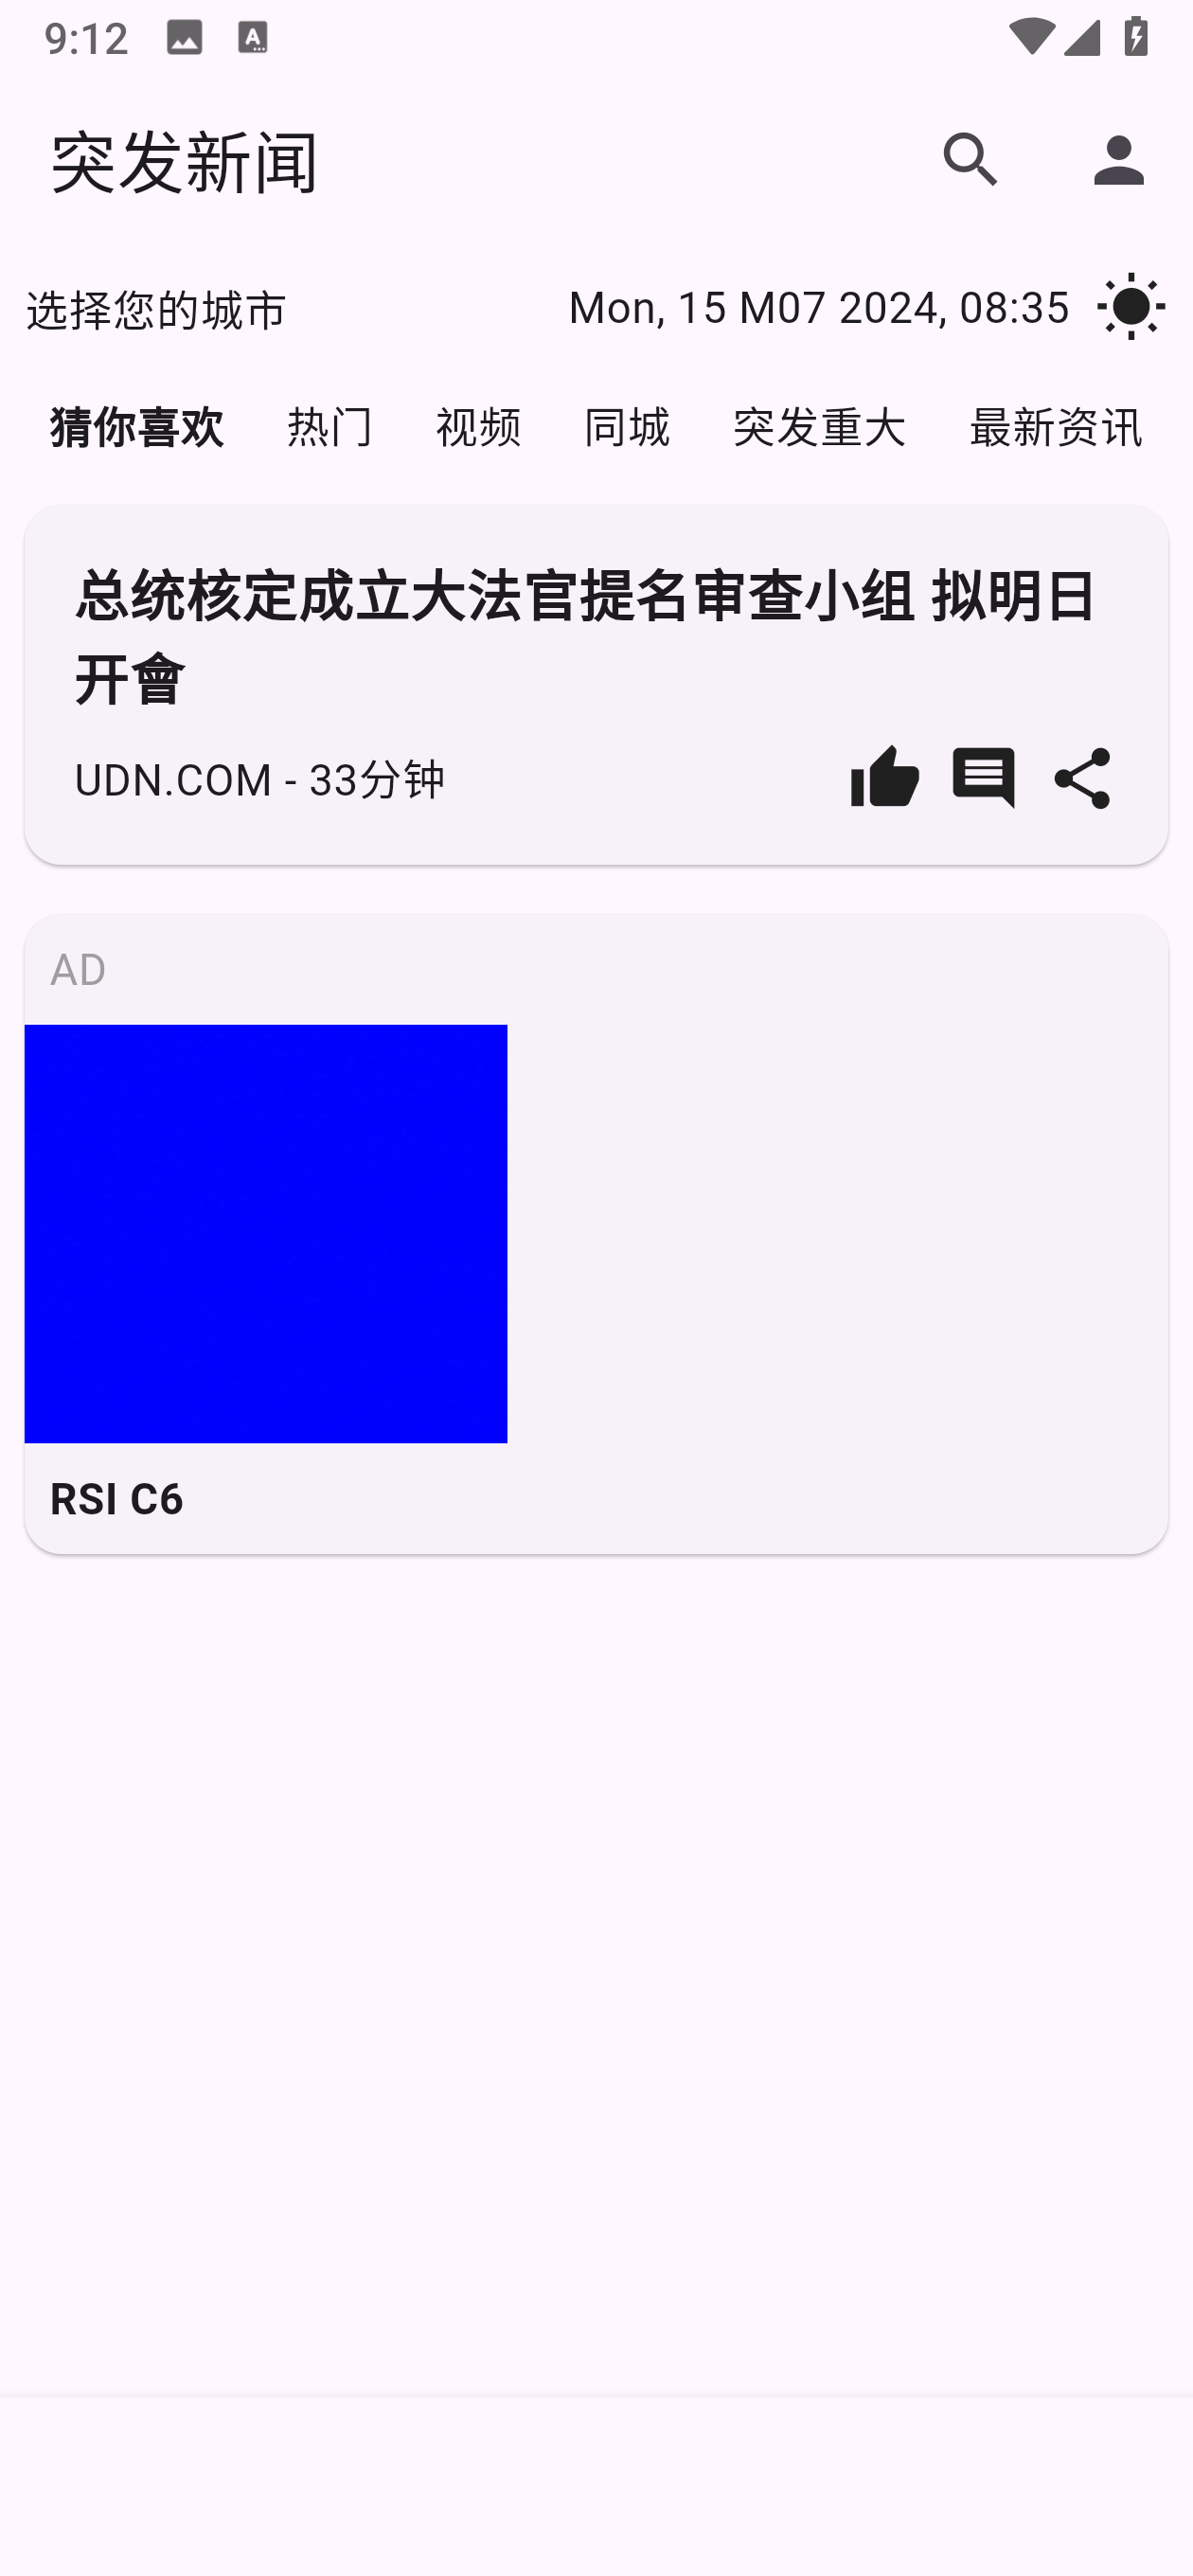 9:12
突发新闻
选择您的城市
Mon, 15 M07 2024, 08:35
猜你喜欢 热门 视频 同城 突发重大 最新资讯
总统核定成立大法官提名审查小组 拟明日
开會
UDN.COM - 33分钟
AD
RSI C6